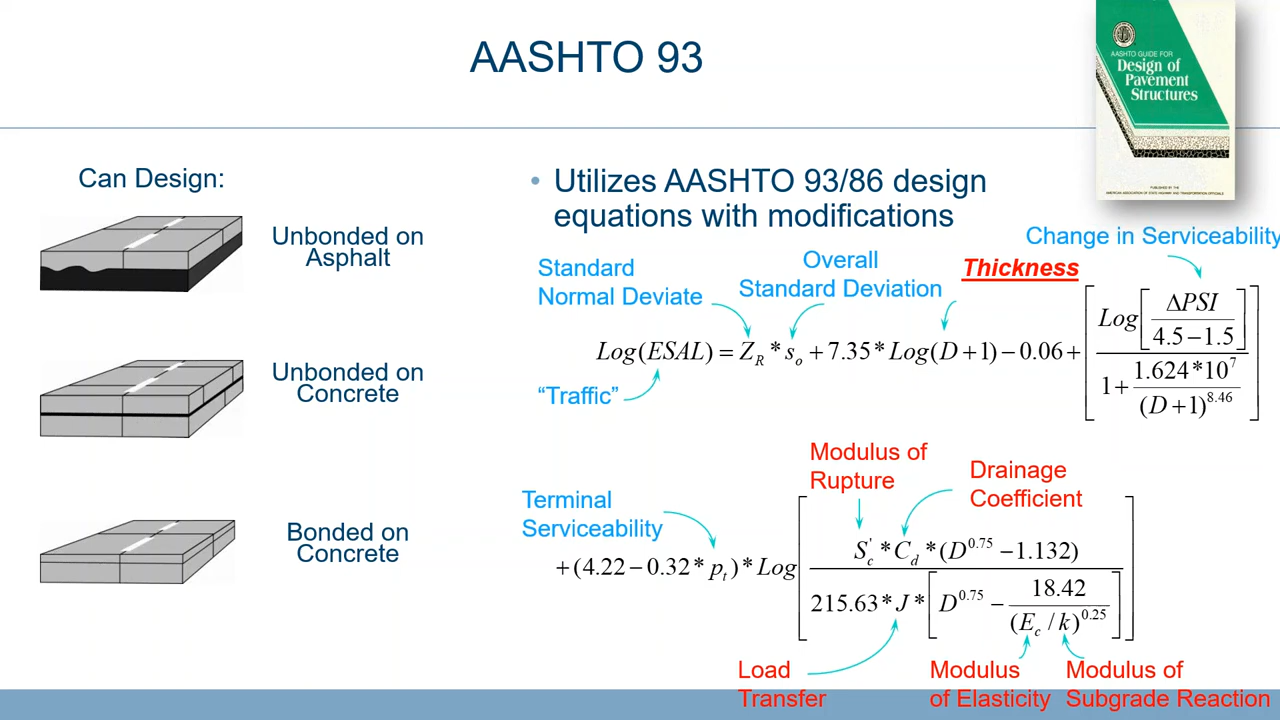 AASHTO 93
AASHTO GUIDE FOR
Design of
Pavement
Structures
PUBLISHED BY THE
AMERICAN ASSOCIATION OF STATE HIGHWAY AND TRANSPORTATION OFFICIALS
Can Design:
Unbonded on
Asphalt
Unbonded on
Concrete
Bonded on
Concrete
• Utilizes AASHTO 93/86 design
equations with modifications
Change in Serviceability
Standard
Normal Deviate
Overall
Standard Deviation
Thickness
Log(ESAL) = Z_R * s_o + 7.35 * Log(D + 1) − 0.06 + [ Log[ ΔPSI / (4.5 − 1.5) ] / (1 + 1.624 * 10^7 / (D + 1)^8.46) ]
“Traffic”
Modulus of
Rupture
Drainage
Coefficient
Terminal
Serviceability
+ (4.22 − 0.32 * p_t) * Log[ S'_c * C_d * (D^0.75 − 1.132) / (215.63 * J * [ D^0.75 − 18.42 / (E_c / k)^0.25 ]) ]
Load
Transfer
Modulus
of Elasticity
Modulus of
Subgrade Reaction